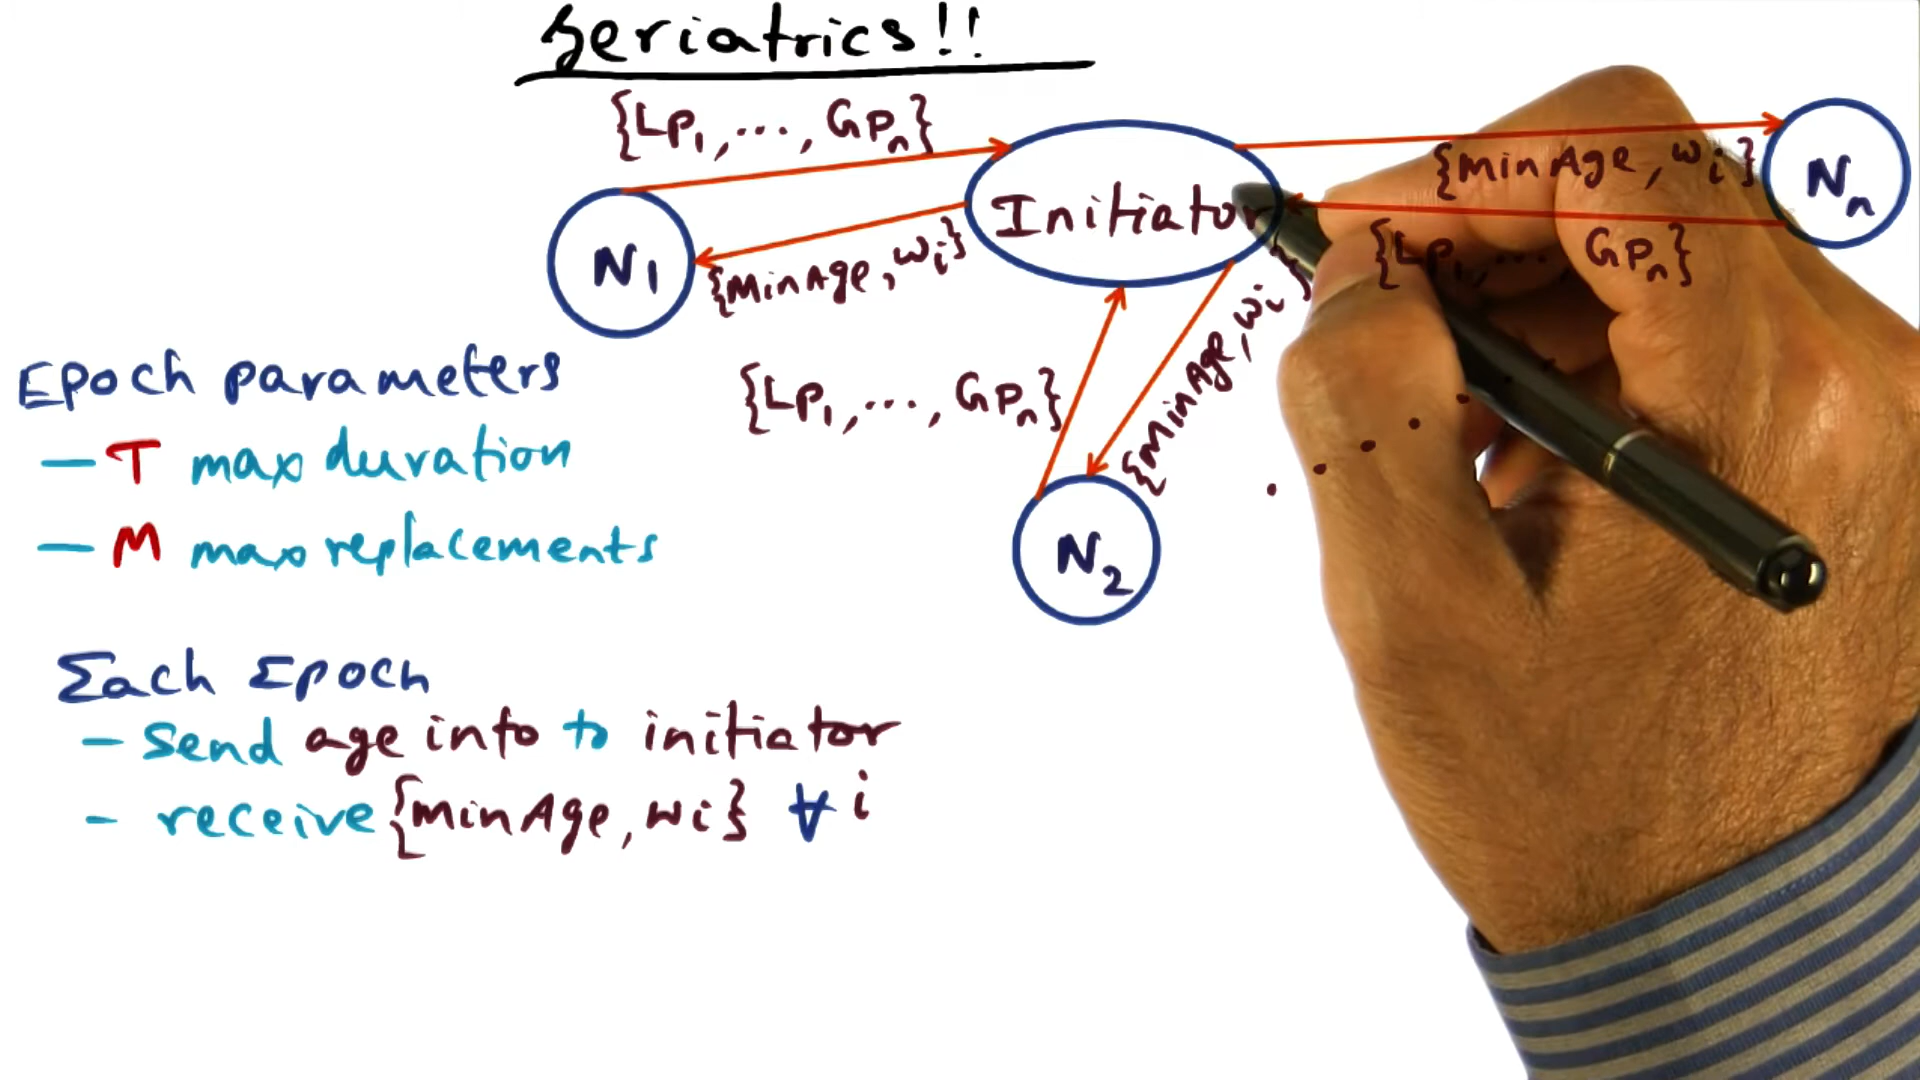 Geriatrics!!
{LP1, ..., GPn}
Initiator
{MinAge, wi}
Nn
N1
{MinAge, wi}
{LP1, ... GPn}
{LP1, ..., GPn}
{MinAge, wi}
N2
Epoch parameters
- T max duration
- M max replacements
Each Epoch
- Send age info to initiator
- receive {MinAge, wi} ∀ i